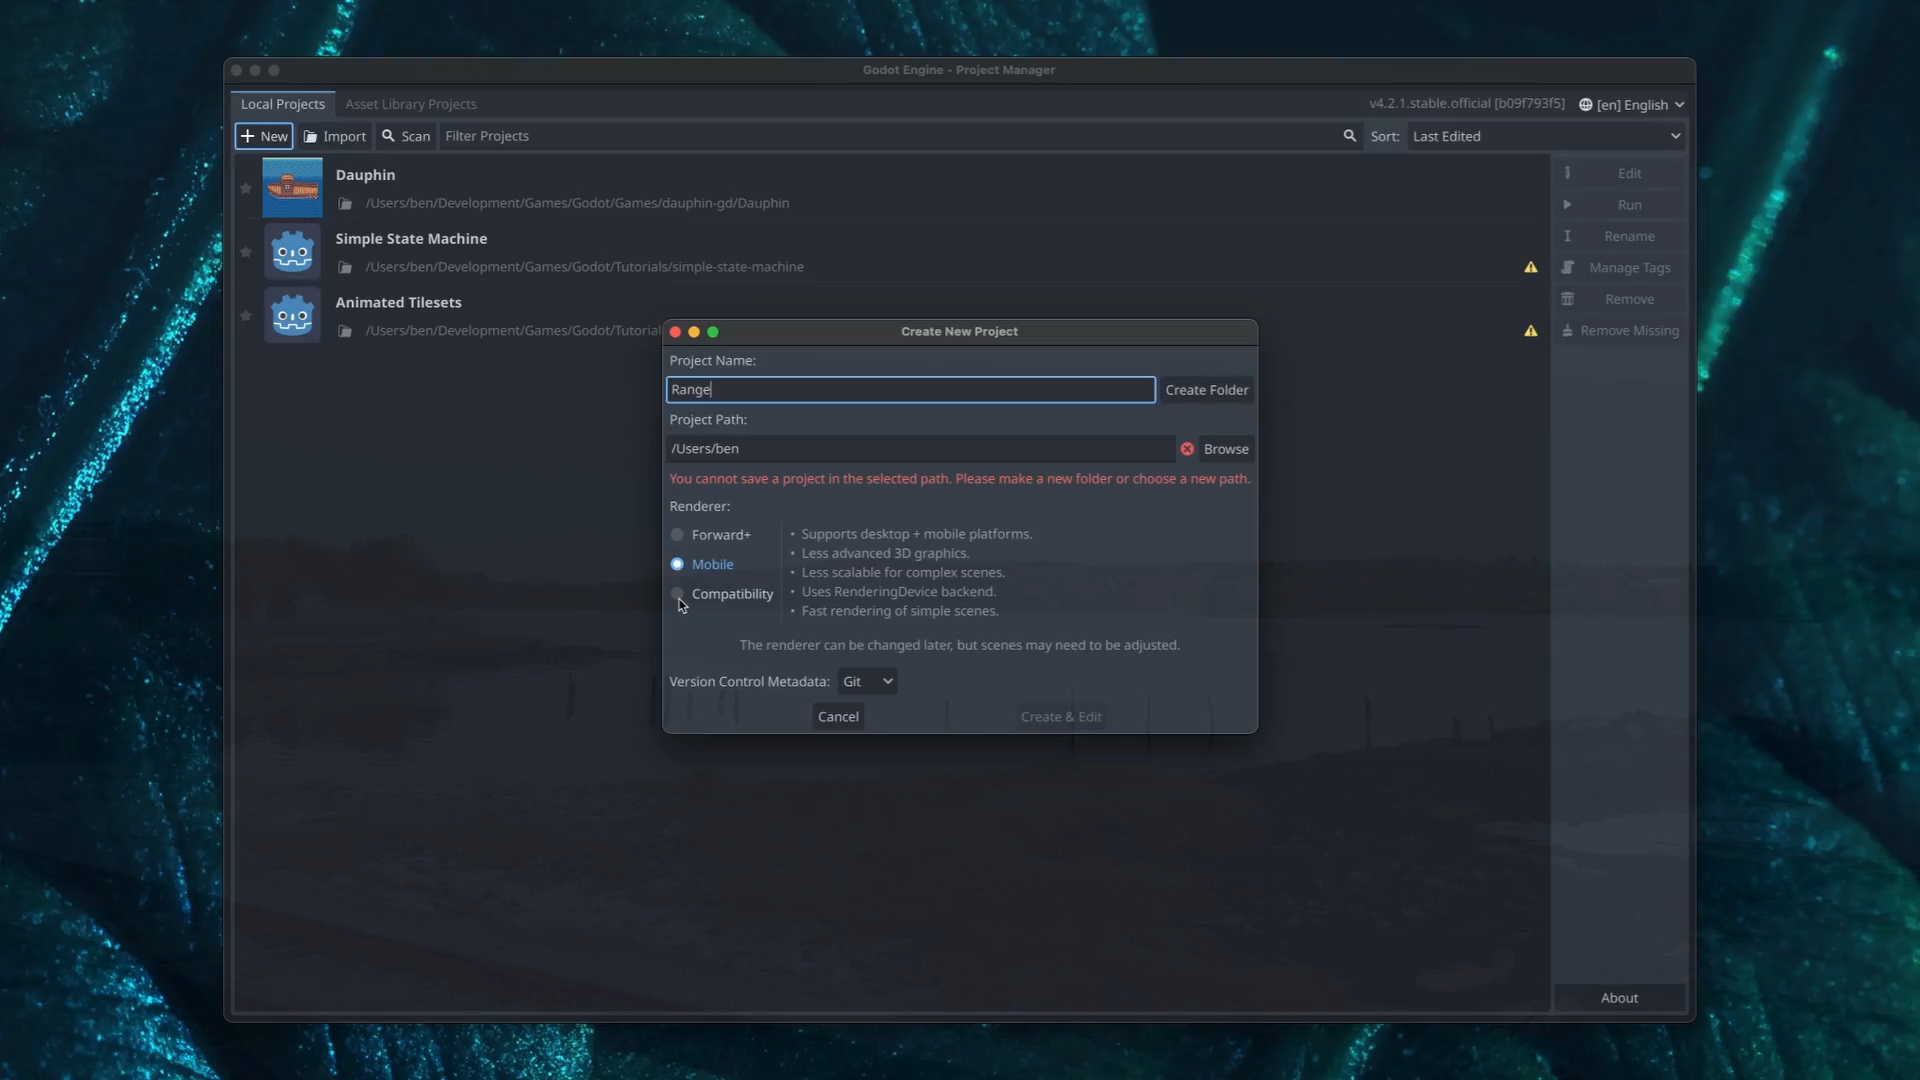 Godot Engine - Project Manager
Local Projects
Asset Library Projects
v4.2.1.stable.official [b09f793f5]
[en] English
New
Import
Scan
Filter Projects
Sort:
Last Edited
Dauphin
/Users/ben/Development/Games/Godot/Games/dauphin-gd/Dauphin
Simple State Machine
/Users/ben/Development/Games/Godot/Tutorials/simple-state-machine
Animated Tilesets
/Users/ben/Development/Games/Godot/Tutorial
Edit
Run
Rename
Manage Tags
Remove
Remove Missing
Create New Project
Project Name:
Range
Create Folder
Project Path:
/Users/ben
Browse
You cannot save a project in the selected path. Please make a new folder or choose a new path.
Renderer:
Forward+
Mobile
Compatibility
• Supports desktop + mobile platforms.
• Less advanced 3D graphics.
• Less scalable for complex scenes.
• Uses RenderingDevice backend.
• Fast rendering of simple scenes.
The renderer can be changed later, but scenes may need to be adjusted.
Version Control Metadata:
Git
Cancel
Create & Edit
About